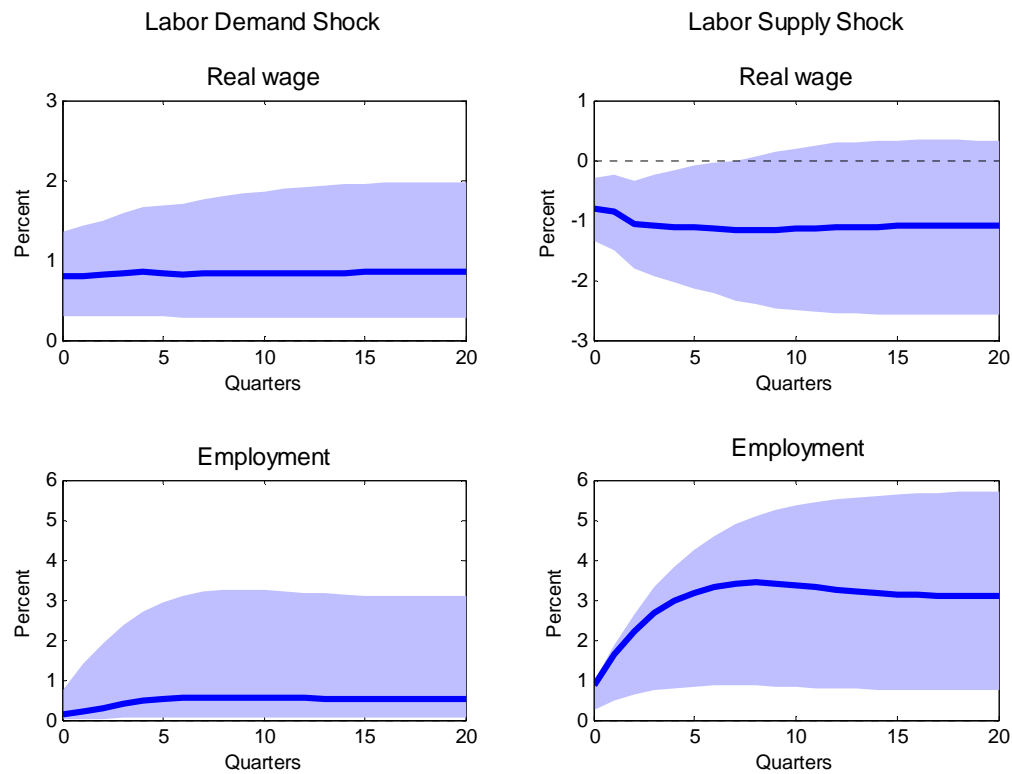 Labor Demand Shock
Labor Supply Shock
Real wage
3
2
1
0
Percent
0 5 10 15 20
Quarters
Real wage
1
0
-1
-2
-3
Percent
0 5 10 15 20
Quarters
Employment
6
5
4
3
2
1
0
Percent
0 5 10 15 20
Quarters
Employment
6
5
4
3
2
1
0
Percent
0 5 10 15 20
Quarters